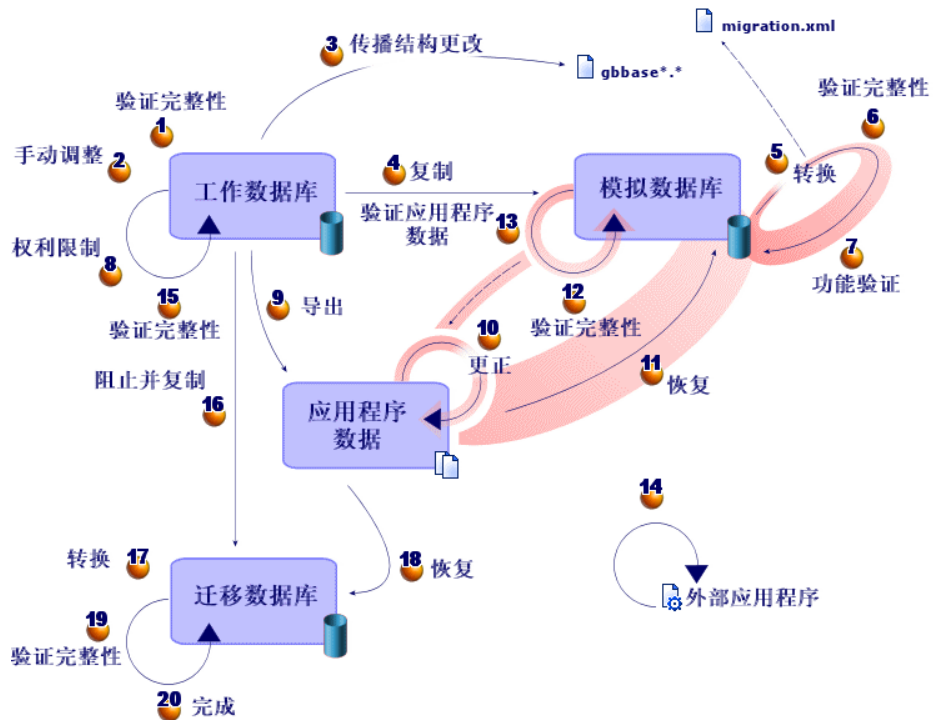 migration.xml
3 传播结构更改
gbbase*.*
验证完整性
1
验证完整性
6
手动调整 2
4 复制
5 转换
工作数据库
模拟数据库
验证应用程序
数据
13
权利限制
8
7
功能验证
15
验证完整性
9 导出
12
验证完整性
10
更正
11 恢复
阻止并复制
16
应用程序
数据
14
转换 17
18 恢复
迁移数据库
外部应用程序
19
验证完整性
20 完成